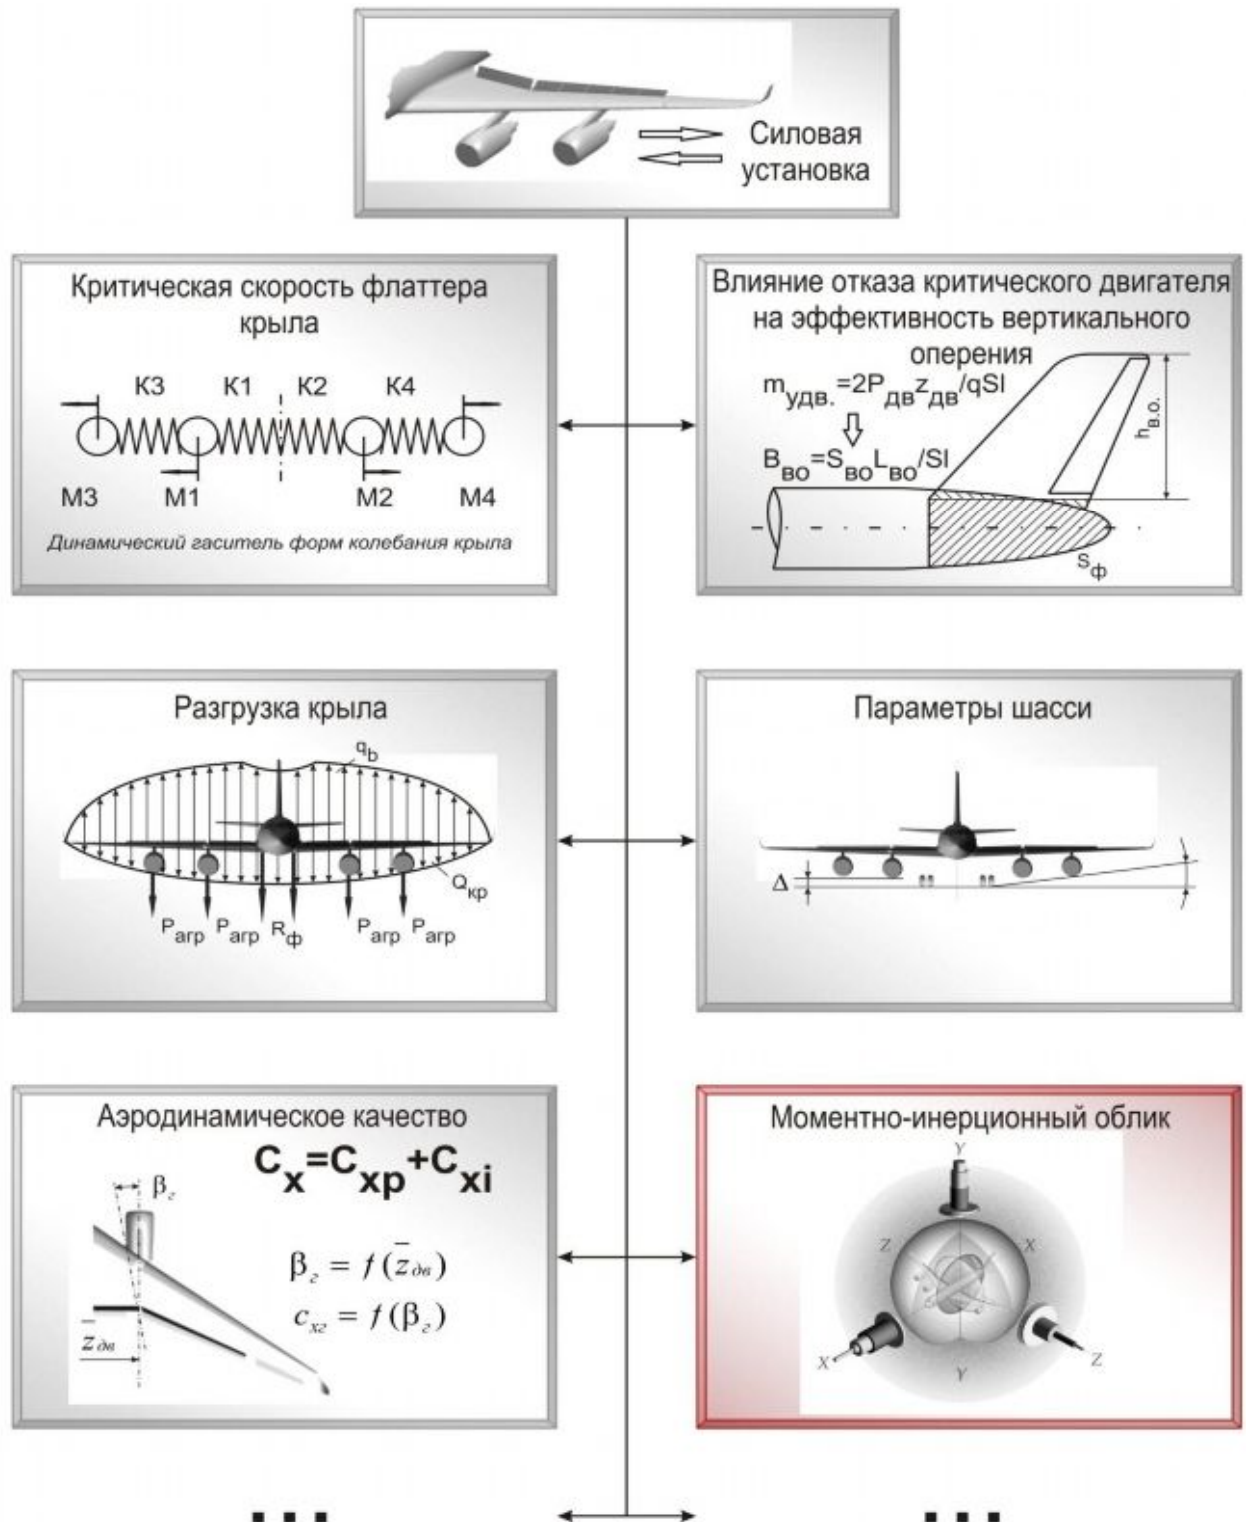 Силовая
установка
Критическая скорость флаттера
крыла
К3 К1 К2 К4
М3 М1 М2 М4
Динамический гаситель форм колебания крыла
Влияние отказа критического двигателя
на эффективность вертикального
оперения
mудв.=2Pдвzдв/qSl
Bво=SвоLво/Sl
hв.о.
Sф
Разгрузка крыла
qb
Qкр
Pагр Pагр Rф Pагр Pагр
Параметры шасси
Δ
Аэродинамическое качество
Cx=Cxp+Cxi
βг
βг = f(z̄дв)
cхг = f(βг)
z̄дв
Моментно-инерционный облик
Y
Z X
X Y Z
... ...